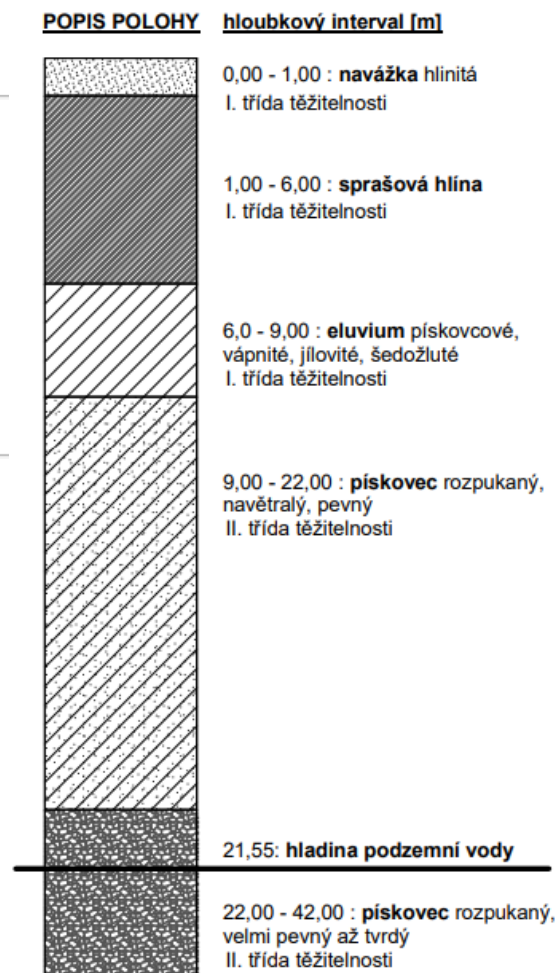 POPIS POLOHY hloubkový interval [m]
0,00 - 1,00 : navážka hlinitá
I. třída těžitelnosti
1,00 - 6,00 : sprašová hlína
I. třída těžitelnosti
6,0 - 9,00 : eluvium pískovcové,
vápnité, jílovité, šedožluté
I. třída těžitelnosti
9,00 - 22,00 : pískovec rozpukaný,
navětralý, pevný
II. třída těžitelnosti
21,55: hladina podzemní vody
22,00 - 42,00 : pískovec rozpukaný,
velmi pevný až tvrdý
II. třída těžitelnosti